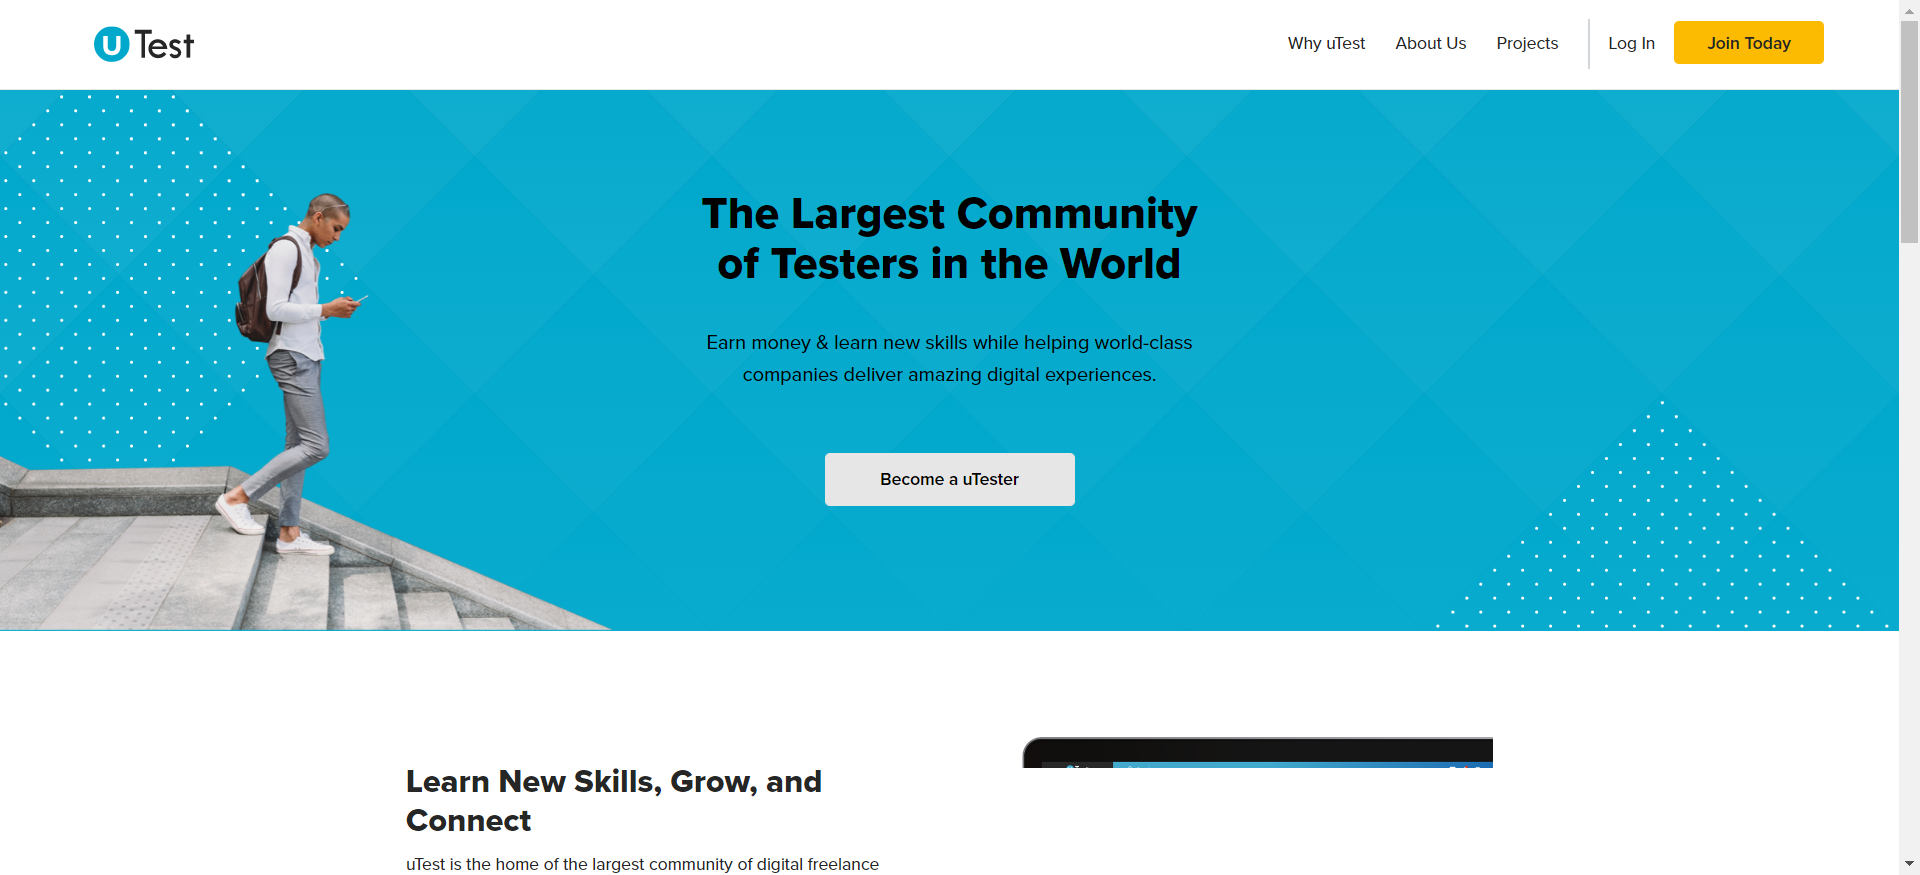 uTest
Why uTest
About Us
Projects
Log In
Join Today
The Largest Community
of Testers in the World
Earn money & learn new skills while helping world-class
companies deliver amazing digital experiences.
Become a uTester
Learn New Skills, Grow, and
Connect
uTest is the home of the largest community of digital freelance